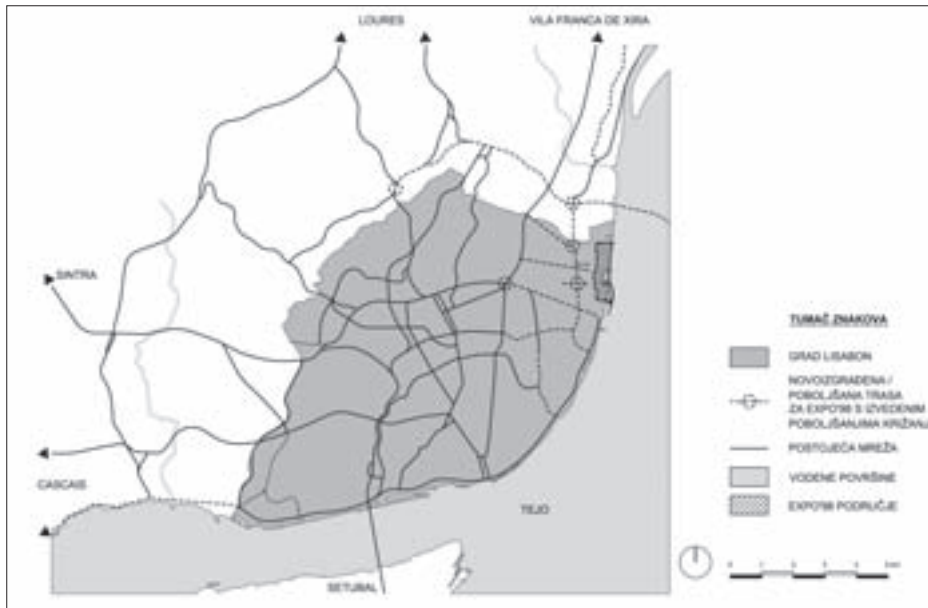 LOURES
VILA FRANCA DE XIRA
SINTRA
CASCAIS
SETUBAL
TEJO
TUMAČ ZNAKOVA
GRAD LISABON
NOVOIZGRAĐENA /
POBOLJŠANA TRASA
ZA EXPO'98 S IZVEDENIM
POBOLJŠANJIMA KRIŽANJ
POSTOJEĆA MREŽA
VODENE POVRŠINE
EXPO'98 PODRUČJE